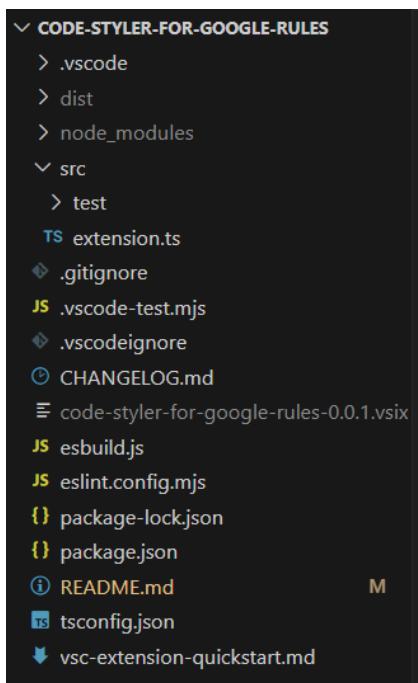 CODE-STYLER-FOR-GOOGLE-RULES
.vscode
dist
node_modules
src
test
TS extension.ts
.gitignore
JS .vscode-test.mjs
.vscodeignore
CHANGELOG.md
code-styler-for-google-rules-0.0.1.vsix
JS esbuild.js
JS eslint.config.mjs
{} package-lock.json
{} package.json
README.md M
TS tsconfig.json
vsc-extension-quickstart.md